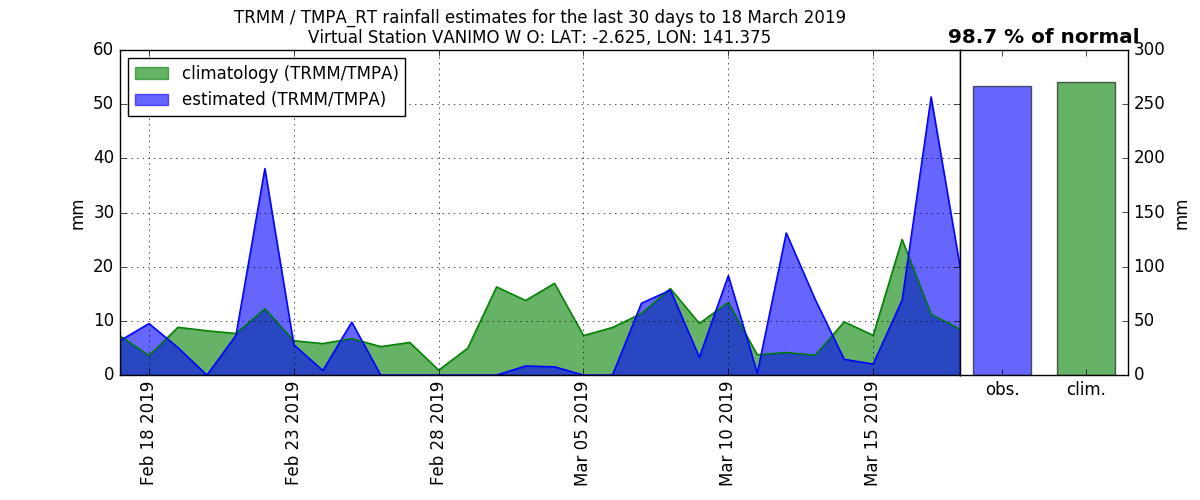 TRMM / TMPA_RT rainfall estimates for the last 30 days to 18 March 2019
Virtual Station VANIMO W O: LAT: -2.625, LON: 141.375
98.7 % of normal
climatology (TRMM/TMPA)
estimated (TRMM/TMPA)
60
50
40
30
20
10
0
mm
Feb 18 2019
Feb 23 2019
Feb 28 2019
Mar 05 2019
Mar 10 2019
Mar 15 2019
obs.
clim.
300
250
200
150
100
50
0
mm